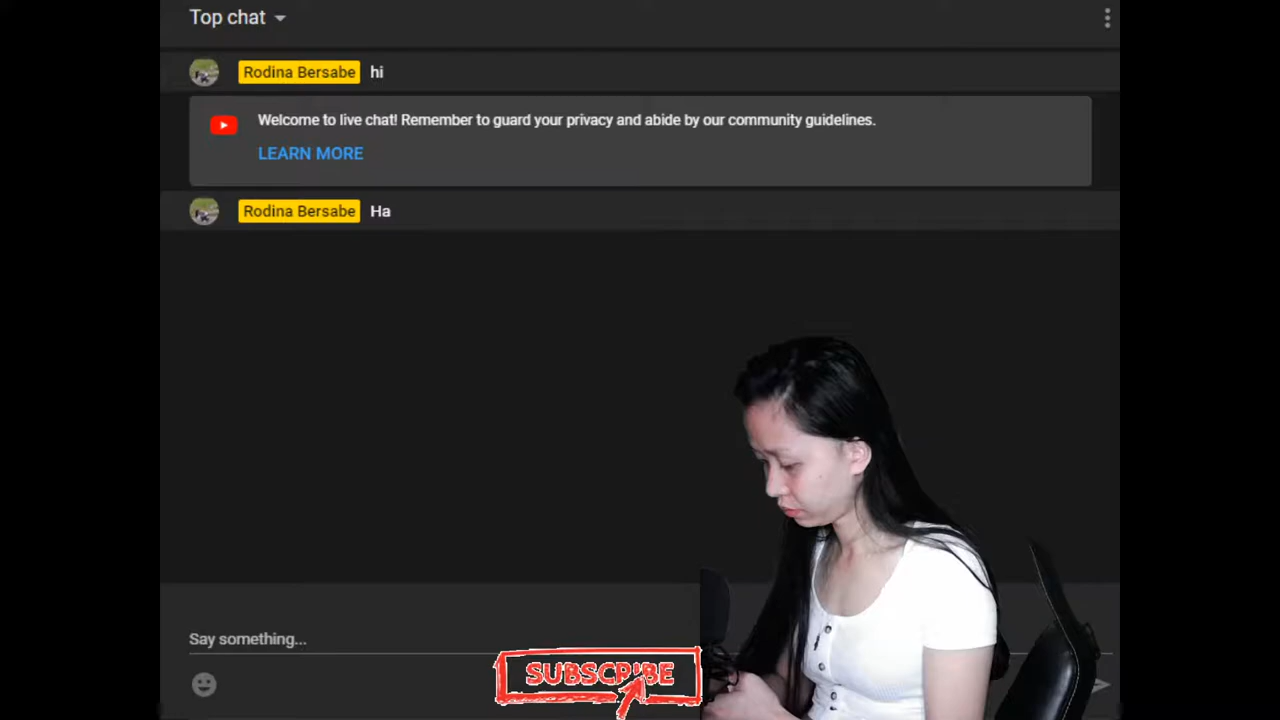 Top chat
Rodina Bersabe hi
Welcome to live chat! Remember to guard your privacy and abide by our community guidelines.
LEARN MORE
Rodina Bersabe Ha
Say something...
SUBSCRIBE